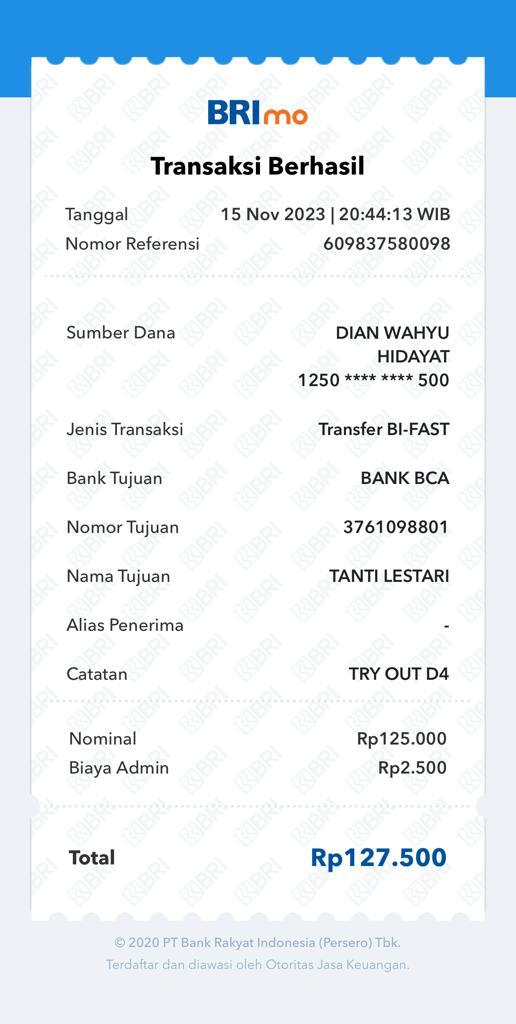 BRImo
Transaksi Berhasil
Tanggal 15 Nov 2023 | 20:44:13 WIB
Nomor Referensi 609837580098
Sumber Dana DIAN WAHYU
HIDAYAT
1250 **** **** 500
Jenis Transaksi Transfer BI-FAST
Bank Tujuan BANK BCA
Nomor Tujuan 3761098801
Nama Tujuan TANTI LESTARI
Alias Penerima -
Catatan TRY OUT D4
Nominal Rp125.000
Biaya Admin Rp2.500
Total Rp127.500
© 2020 PT Bank Rakyat Indonesia (Persero) Tbk.
Terdaftar dan diawasi oleh Otoritas Jasa Keuangan.